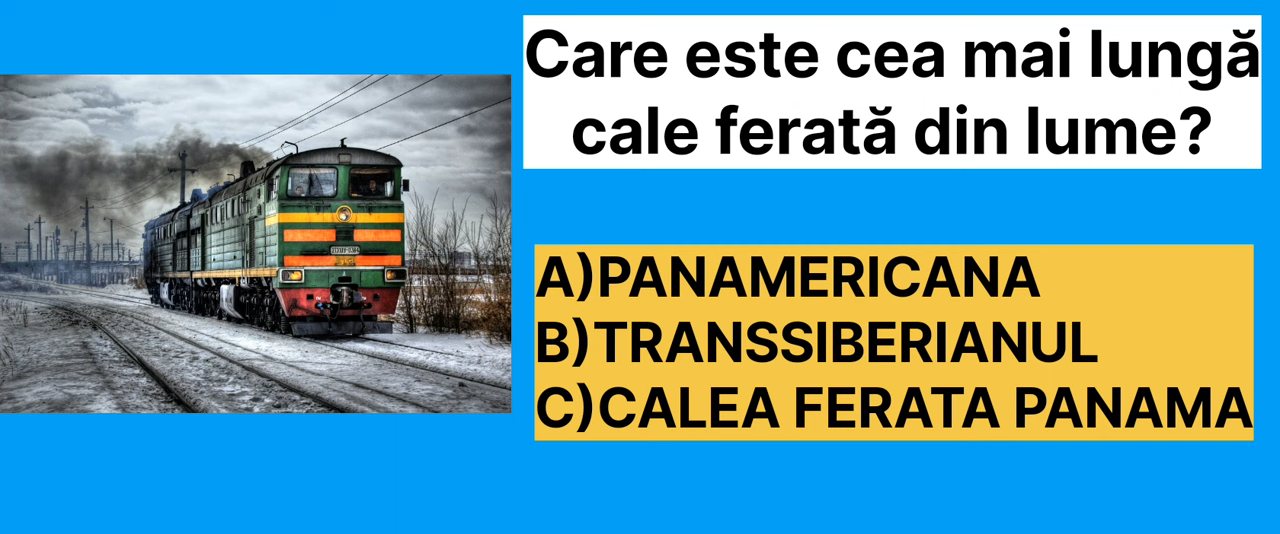 Care este cea mai lungă
cale ferată din lume?
A)PANAMERICANA
B)TRANSSIBERIANUL
C)CALEA FERATA PANAMA